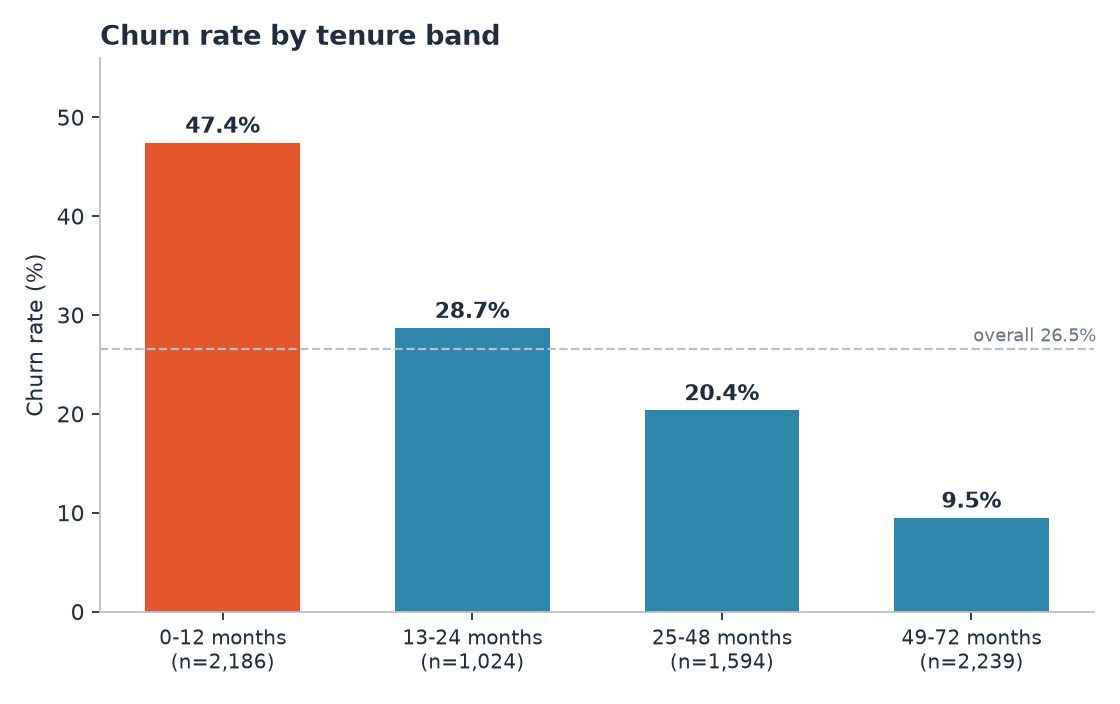 Churn rate by tenure band
Churn rate (%)
50
40
30
20
10
0
47.4%
28.7%
20.4%
9.5%
overall 26.5%
0-12 months
(n=2,186)
13-24 months
(n=1,024)
25-48 months
(n=1,594)
49-72 months
(n=2,239)